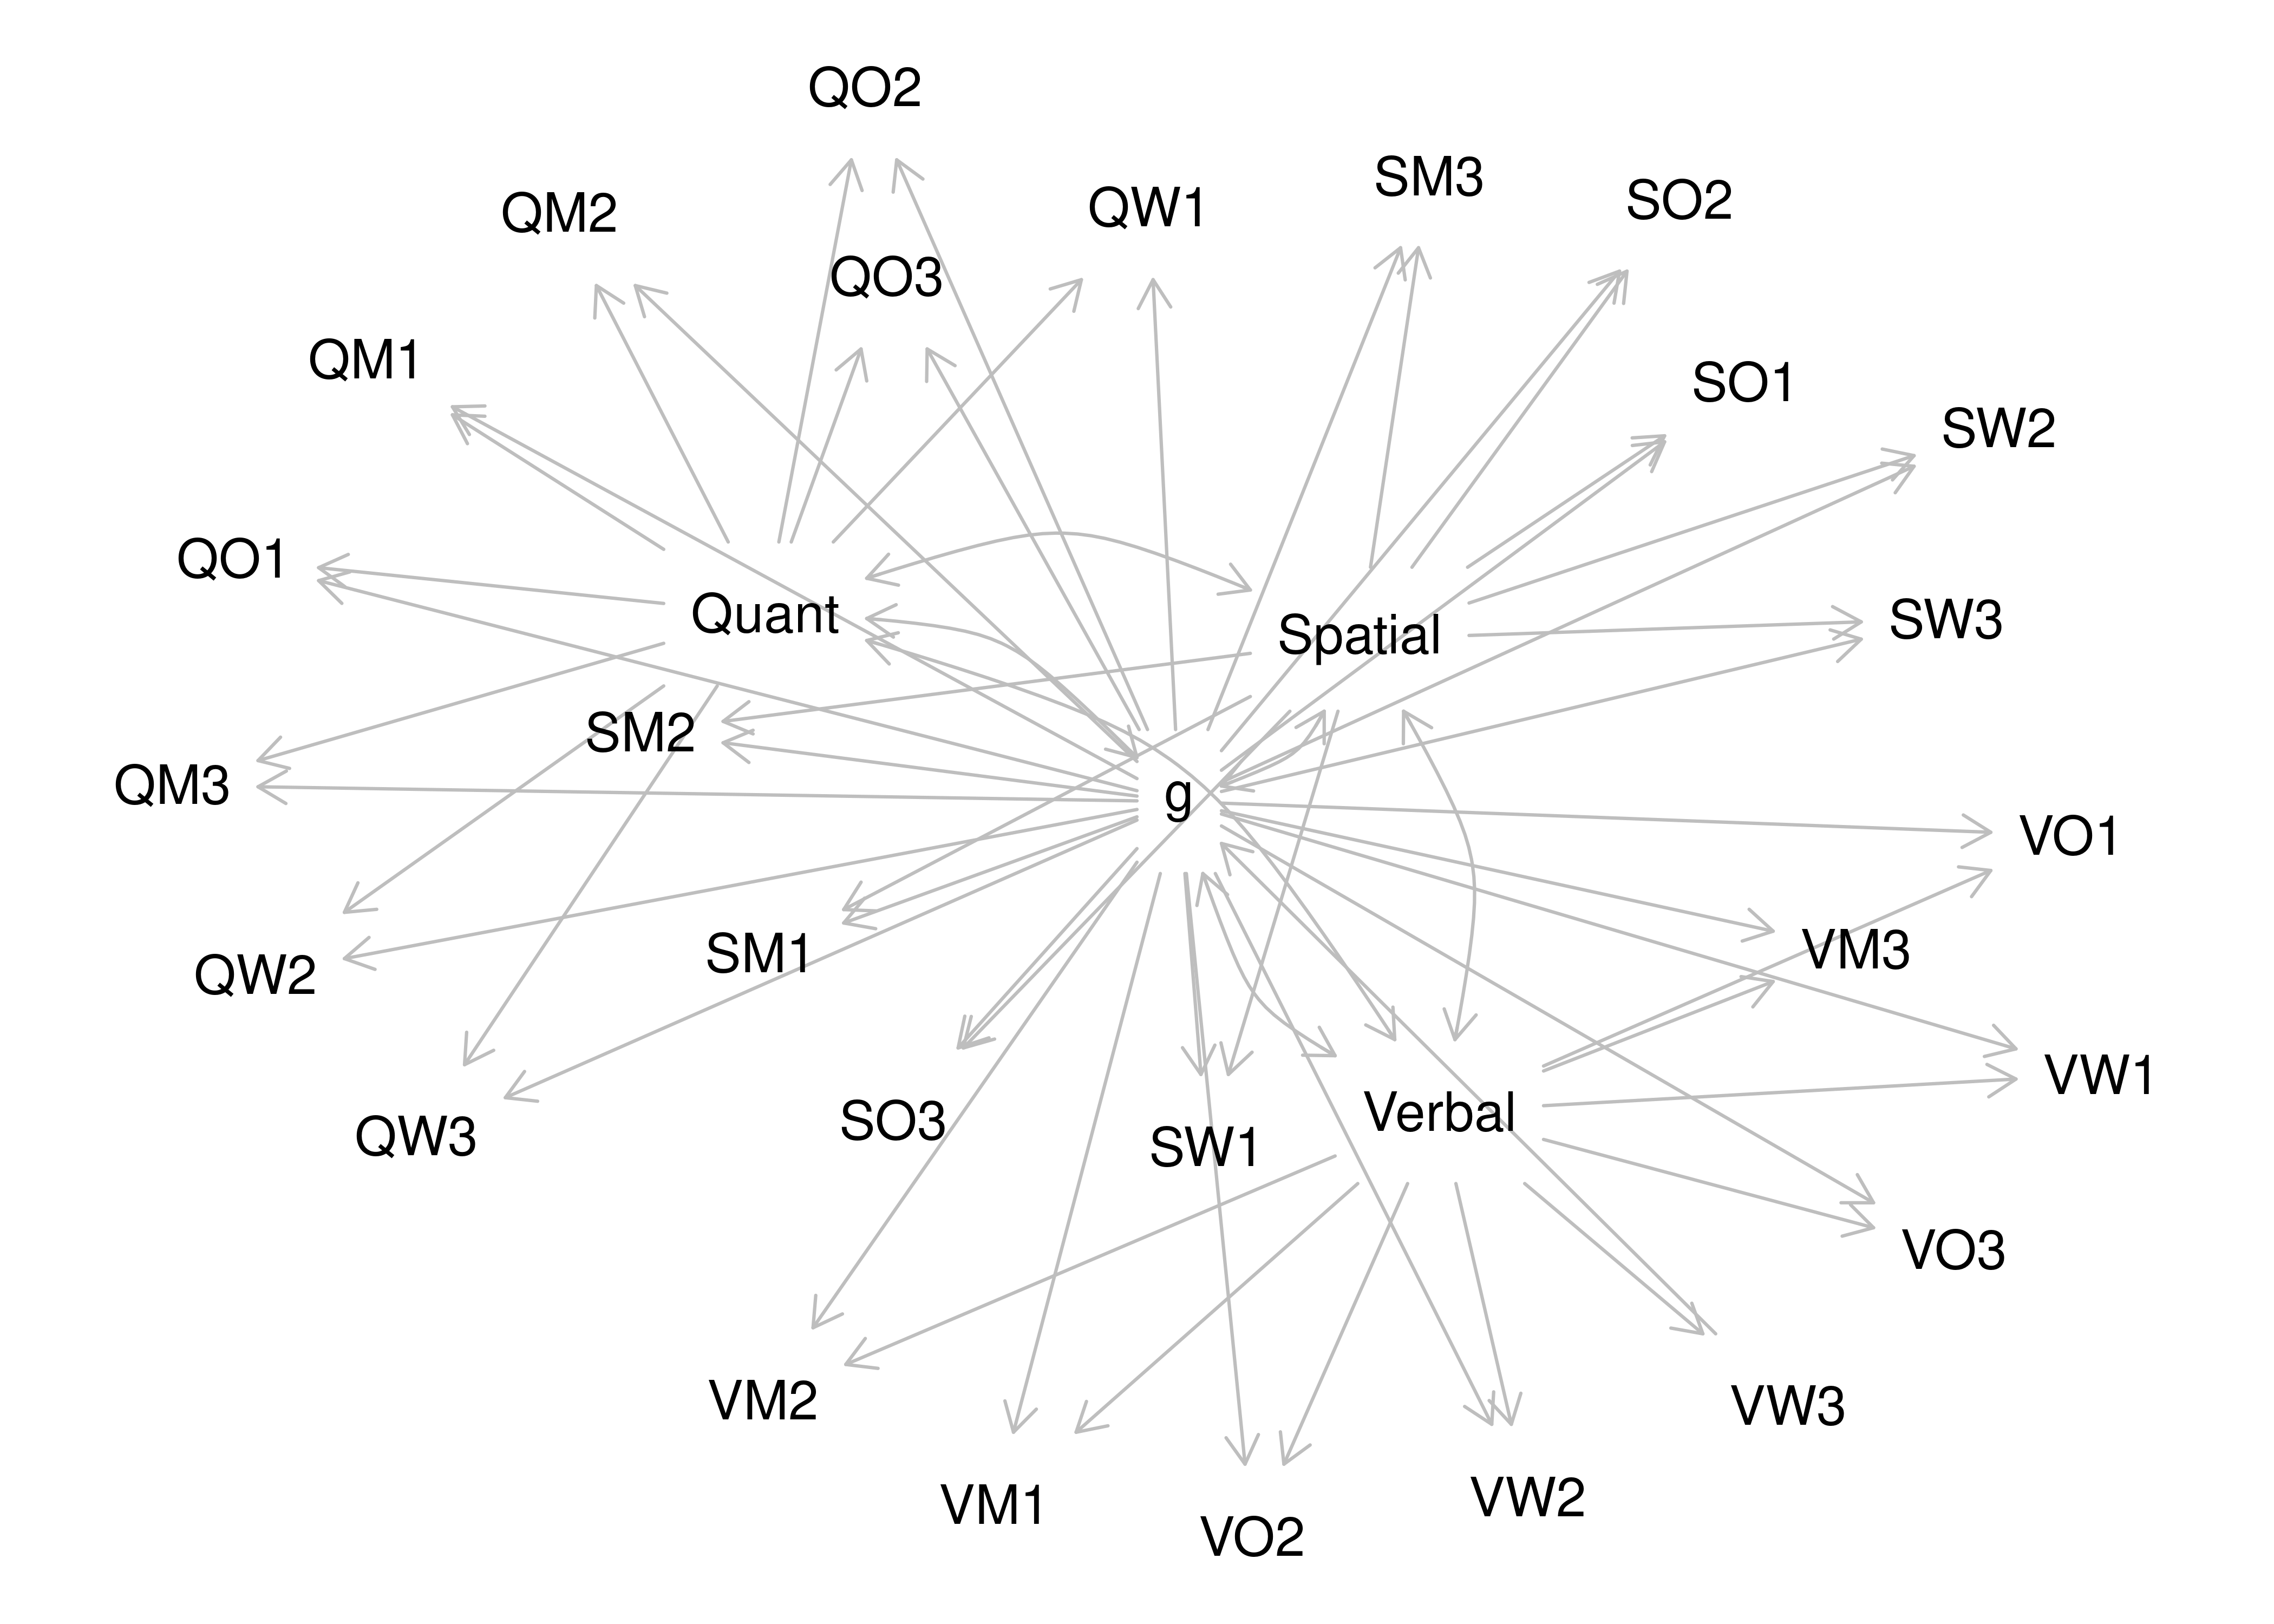 QO2
SM3
SO2
QW1
QM2
QO3
QM1
SO1
SW2
QO1
Quant
SW3
Spatial
SM2
QM3
g
VO1
VM3
SM1
QW2
VW1
Verbal
SO3
QW3
SW1
VO3
VM2
VW3
VW2
VM1
VO2